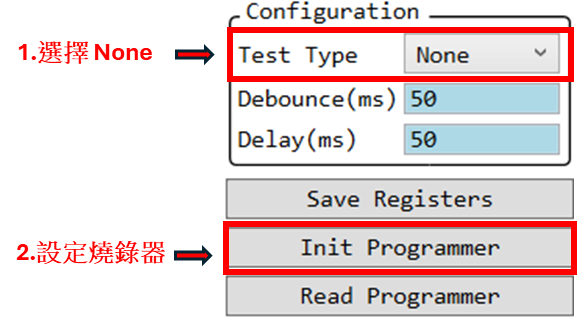 Configuration
1.選擇 None
Test Type None
Debounce(ms) 50
Delay(ms) 50
Save Registers
2.設定燒錄器
Init Programmer
Read Programmer